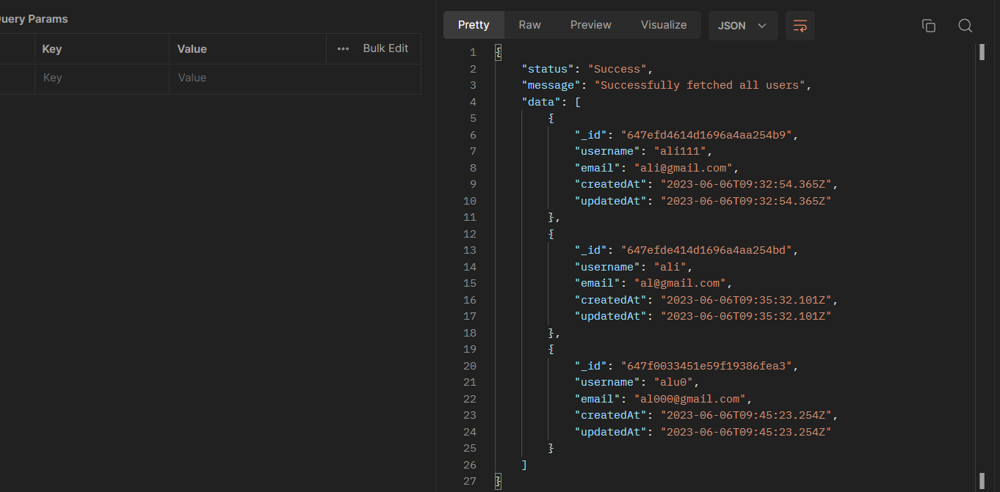 uery Params
Key Value ••• Bulk Edit
Key Value
Pretty Raw Preview Visualize JSON
1 {
2 "status": "Success",
3 "message": "Successfully fetched all users",
4 "data": [
5 {
6 "_id": "647efd4614d1696a4aa254b9",
7 "username": "ali111",
8 "email": "ali@gmail.com",
9 "createdAt": "2023-06-06T09:32:54.365Z",
10 "updatedAt": "2023-06-06T09:32:54.365Z"
11 },
12 {
13 "_id": "647efde414d1696a4aa254bd",
14 "username": "ali",
15 "email": "al@gmail.com",
16 "createdAt": "2023-06-06T09:35:32.101Z",
17 "updatedAt": "2023-06-06T09:35:32.101Z"
18 },
19 {
20 "_id": "647f0033451e59f19386fea3",
21 "username": "alu0",
22 "email": "al000@gmail.com",
23 "createdAt": "2023-06-06T09:45:23.254Z",
24 "updatedAt": "2023-06-06T09:45:23.254Z"
25 }
26 ]
27 }